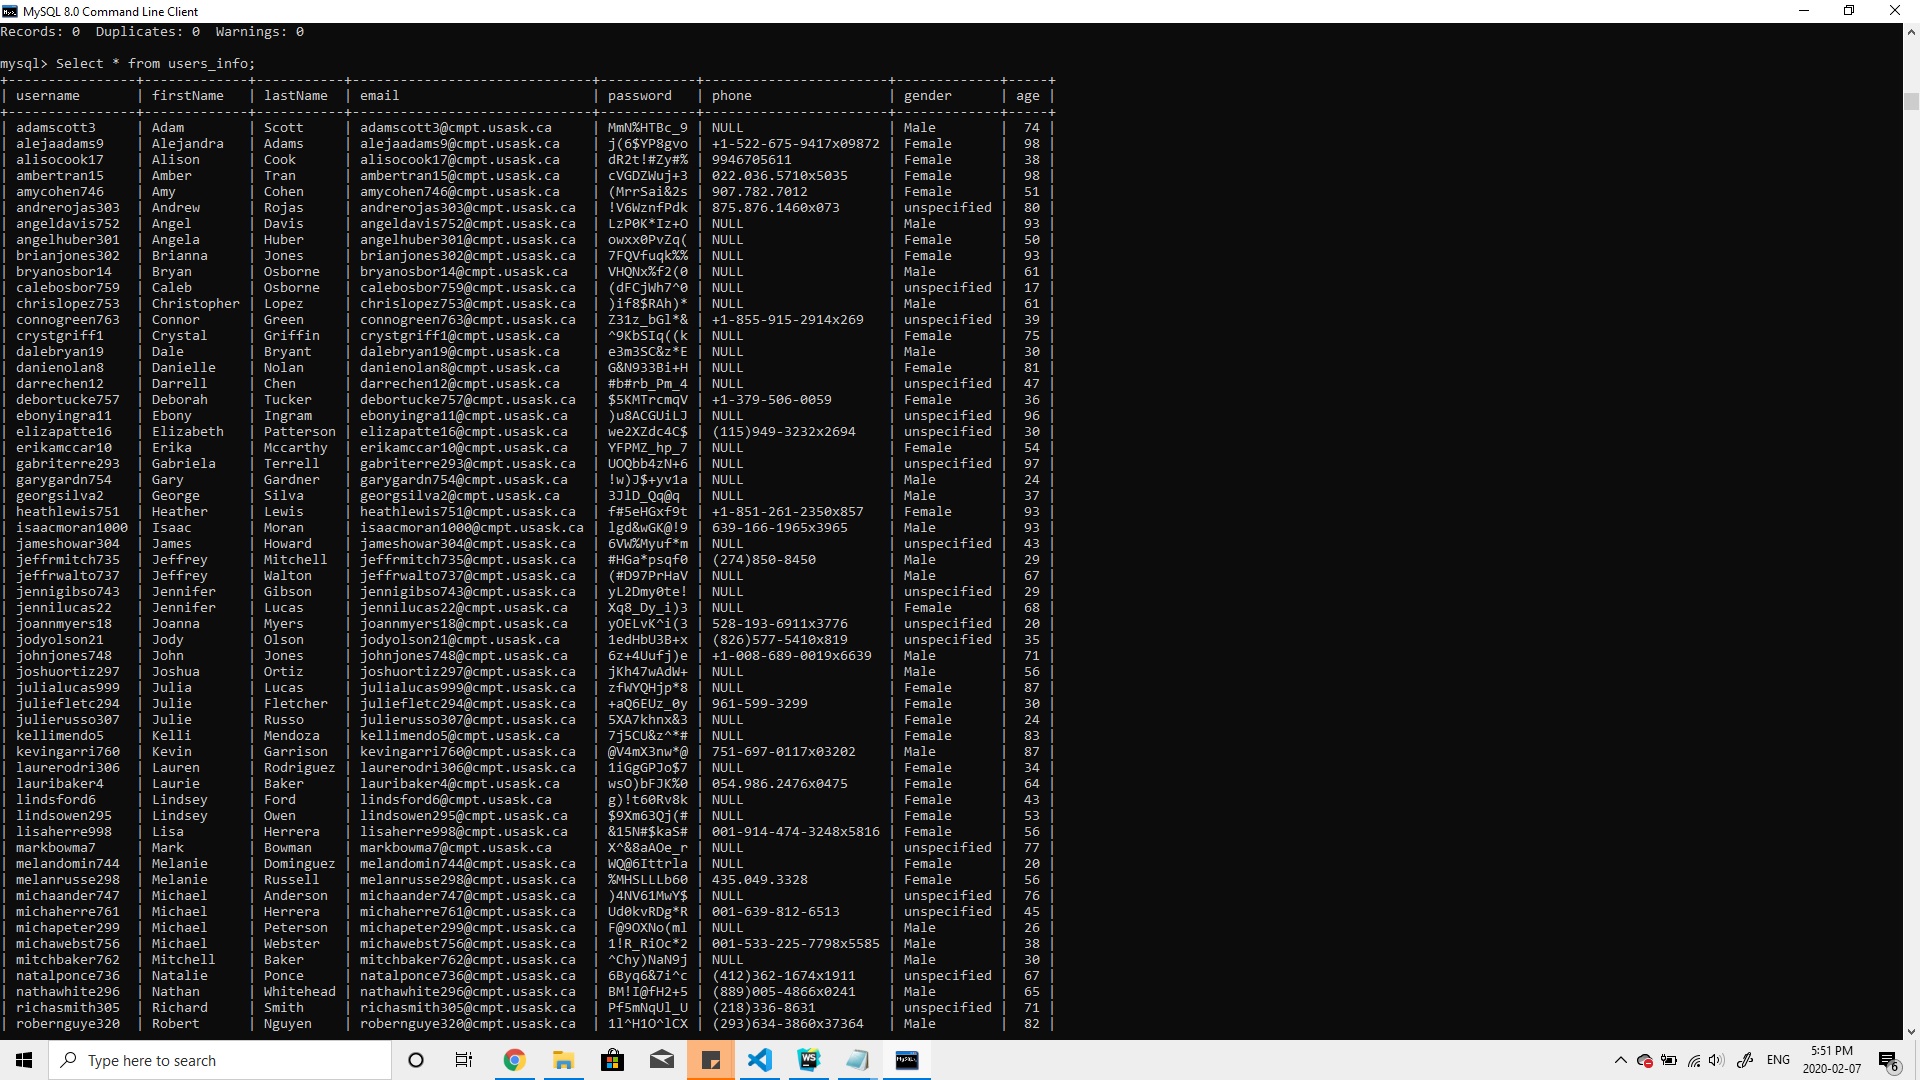 MySQL 8.0 Command Line Client
Records: 0  Duplicates: 0  Warnings: 0
mysql> Select * from users_info;
+----------------+-------------+-----------+------------------------------+------------+-----------------------+-------------+-----+
| username       | firstName   | lastName  | email                        | password   | phone                 | gender      | age |
+----------------+-------------+-----------+------------------------------+------------+-----------------------+-------------+-----+
| adamscott3     | Adam        | Scott     | adamscott3@cmpt.usask.ca     | MmN%HTBc_9 | NULL                  | Male        |  74 |
| alejaadams9    | Alejandra   | Adams     | alejaadams9@cmpt.usask.ca    | j(6$YP8gvo | +1-522-675-9417x09872 | Female      |  98 |
| alisocook17    | Alison      | Cook      | alisocook17@cmpt.usask.ca    | dR2t!#Zy#% | 9946705611            | Female      |  38 |
| ambertran15    | Amber       | Tran      | ambertran15@cmpt.usask.ca    | cVGDZWuj+3 | 022.036.5710x5035     | Female      |  98 |
| amycohen746    | Amy         | Cohen     | amycohen746@cmpt.usask.ca    | (MrrSai&2s | 907.782.7012          | Female      |  51 |
| andrerojas303  | Andrew      | Rojas     | andrerojas303@cmpt.usask.ca  | !V6WznfPdk | 875.876.1460x073      | unspecified |  80 |
| angeldavis752  | Angel       | Davis     | angeldavis752@cmpt.usask.ca  | LzP0K*Iz+O | NULL                  | Male        |  93 |
| angelhuber301  | Angela      | Huber     | angelhuber301@cmpt.usask.ca  | owxx0PvZq( | NULL                  | Female      |  50 |
| brianjones302  | Brianna     | Jones     | brianjones302@cmpt.usask.ca  | 7FQVfuqk%% | NULL                  | Female      |  93 |
| bryanosbor14   | Bryan       | Osborne   | bryanosbor14@cmpt.usask.ca   | VHQNx%f2(0 | NULL                  | Male        |  61 |
| calebosbor759  | Caleb       | Osborne   | calebosbor759@cmpt.usask.ca  | (dFCjWh7^0 | NULL                  | unspecified |  17 |
| chrislopez753  | Christopher | Lopez     | chrislopez753@cmpt.usask.ca  | )if8$RAh)* | NULL                  | Male        |  61 |
| connogreen763  | Connor      | Green     | connogreen763@cmpt.usask.ca  | Z31z_bGl*& | +1-855-915-2914x269   | unspecified |  39 |
| crystgriff1    | Crystal     | Griffin   | crystgriff1@cmpt.usask.ca    | ^9KbSIq((k | NULL                  | Female      |  75 |
| dalebryan19    | Dale        | Bryant    | dalebryan19@cmpt.usask.ca    | e3m3SC&z*E | NULL                  | Male        |  30 |
| danienolan8    | Danielle    | Nolan     | danienolan8@cmpt.usask.ca    | G&N933Bi+H | NULL                  | Female      |  81 |
| darrechen12    | Darrell     | Chen      | darrechen12@cmpt.usask.ca    | #b#rb_Pm_4 | NULL                  | unspecified |  47 |
| debortucke757  | Deborah     | Tucker    | debortucke757@cmpt.usask.ca  | $5KMTrcmqV | +1-379-506-0059       | Female      |  36 |
| ebonyingra11   | Ebony       | Ingram    | ebonyingra11@cmpt.usask.ca   | )u8ACGUiLJ | NULL                  | unspecified |  96 |
| elizapatte16   | Elizabeth   | Patterson | elizapatte16@cmpt.usask.ca   | we2XZdc4C$ | (115)949-3232x2694    | unspecified |  30 |
| erikamccar10   | Erika       | Mccarthy  | erikamccar10@cmpt.usask.ca   | YFPMZ_hp_7 | NULL                  | Female      |  54 |
| gabriterre293  | Gabriela    | Terrell   | gabriterre293@cmpt.usask.ca  | UOQbb4zN+6 | NULL                  | unspecified |  97 |
| garygardn754   | Gary        | Gardner   | garygardn754@cmpt.usask.ca   | !w)J$+yv1a | NULL                  | Male        |  24 |
| georgsilva2    | George      | Silva     | georgsilva2@cmpt.usask.ca    | 3JlD_Qq@q  | NULL                  | Male        |  37 |
| heathlewis751  | Heather     | Lewis     | heathlewis751@cmpt.usask.ca  | f#5eHGxf9t | +1-851-261-2350x857   | Female      |  93 |
| isaacmoran1000 | Isaac       | Moran     | isaacmoran1000@cmpt.usask.ca | lgd&wGK@!9 | 639-166-1965x3965     | Male        |  93 |
| jameshowar304  | James       | Howard    | jameshowar304@cmpt.usask.ca  | 6VW%Myuf*m | NULL                  | unspecified |  43 |
| jeffrmitch735  | Jeffrey     | Mitchell  | jeffrmitch735@cmpt.usask.ca  | #HGa*psqf0 | (274)850-8450         | Male        |  29 |
| jeffrwalto737  | Jeffrey     | Walton    | jeffrwalto737@cmpt.usask.ca  | (#D97PrHaV | NULL                  | Male        |  67 |
| jennigibso743  | Jennifer    | Gibson    | jennigibso743@cmpt.usask.ca  | yL2Dmy0te! | NULL                  | unspecified |  29 |
| jennilucas22   | Jennifer    | Lucas     | jennilucas22@cmpt.usask.ca   | Xq8_Dy_i)3 | NULL                  | Female      |  68 |
| joannmyers18   | Joanna      | Myers     | joannmyers18@cmpt.usask.ca   | yOELvK^i(3 | 528-193-6911x3776     | unspecified |  20 |
| jodyolson21    | Jody        | Olson     | jodyolson21@cmpt.usask.ca    | 1edHbU3B+x | (826)577-5410x819     | unspecified |  35 |
| johnjones748   | John        | Jones     | johnjones748@cmpt.usask.ca   | 6z+4Uufj)e | +1-008-689-0019x6639  | Male        |  71 |
| joshuortiz297  | Joshua      | Ortiz     | joshuortiz297@cmpt.usask.ca  | jKh47wAdW+ | NULL                  | Male        |  56 |
| julialucas999  | Julia       | Lucas     | julialucas999@cmpt.usask.ca  | zfWYQHjp*8 | NULL                  | Female      |  87 |
| juliefletc294  | Julie       | Fletcher  | juliefletc294@cmpt.usask.ca  | +aQ6EUz_0y | 961-599-3299          | Female      |  30 |
| julierusso307  | Julie       | Russo     | julierusso307@cmpt.usask.ca  | 5XA7khnx&3 | NULL                  | Female      |  24 |
| kellimendo5    | Kelli       | Mendoza   | kellimendo5@cmpt.usask.ca    | 7j5CU&z^*# | NULL                  | Female      |  83 |
| kevingarri760  | Kevin       | Garrison  | kevingarri760@cmpt.usask.ca  | @V4mX3nw*@ | 751-697-0117x03202    | Male        |  87 |
| laurerodri306  | Lauren      | Rodriguez | laurerodri306@cmpt.usask.ca  | 1iGgGPJo$7 | NULL                  | Female      |  34 |
| lauribaker4    | Laurie      | Baker     | lauribaker4@cmpt.usask.ca    | wsO)bFJK%0 | 054.986.2476x0475     | Female      |  64 |
| lindsford6     | Lindsey     | Ford      | lindsford6@cmpt.usask.ca     | g)!t60Rv8k | NULL                  | Female      |  43 |
| lindsowen295   | Lindsey     | Owen      | lindsowen295@cmpt.usask.ca   | $9Xm63Qj(# | NULL                  | Female      |  53 |
| lisaherre998   | Lisa        | Herrera   | lisaherre998@cmpt.usask.ca   | &15N#$kaS# | 001-914-474-3248x5816 | Female      |  56 |
| markbowma7     | Mark        | Bowman    | markbowma7@cmpt.usask.ca     | X^&8aAOe_r | NULL                  | unspecified |  77 |
| melandomin744  | Melanie     | Dominguez | melandomin744@cmpt.usask.ca  | WQ@6Ittrla | NULL                  | Female      |  20 |
| melanrusse298  | Melanie     | Russell   | melanrusse298@cmpt.usask.ca  | %MHSLLLb60 | 435.049.3328          | Female      |  56 |
| michaander747  | Michael     | Anderson  | michaander747@cmpt.usask.ca  | )4NV61MwY$ | NULL                  | unspecified |  76 |
| michaherre761  | Michael     | Herrera   | michaherre761@cmpt.usask.ca  | Ud0kvRDg*R | 001-639-812-6513      | unspecified |  45 |
| michapeter299  | Michael     | Peterson  | michapeter299@cmpt.usask.ca  | F@9OXNo(ml | NULL                  | Male        |  26 |
| michawebst756  | Michael     | Webster   | michawebst756@cmpt.usask.ca  | 1!R_RiOc*2 | 001-533-225-7798x5585 | Male        |  38 |
| mitchbaker762  | Mitchell    | Baker     | mitchbaker762@cmpt.usask.ca  | ^Chy)NaN9j | NULL                  | Male        |  30 |
| natalponce736  | Natalie     | Ponce     | natalponce736@cmpt.usask.ca  | 6Byq6&7i^c | (412)362-1674x1911    | unspecified |  67 |
| nathawhite296  | Nathan      | Whitehead | nathawhite296@cmpt.usask.ca  | BM!I@fH2+5 | (889)005-4866x0241    | Male        |  65 |
| richasmith305  | Richard     | Smith     | richasmith305@cmpt.usask.ca  | Pf5mNqUl_U | (218)336-8631         | unspecified |  71 |
| robernguye320  | Robert      | Nguyen    | robernguye320@cmpt.usask.ca  | 1l^H1O^lCX | (293)634-3860x37364   | Male        |  82 |
Type here to search
WS
MySQL
ENG
5:51 PM
2020-02-07
6